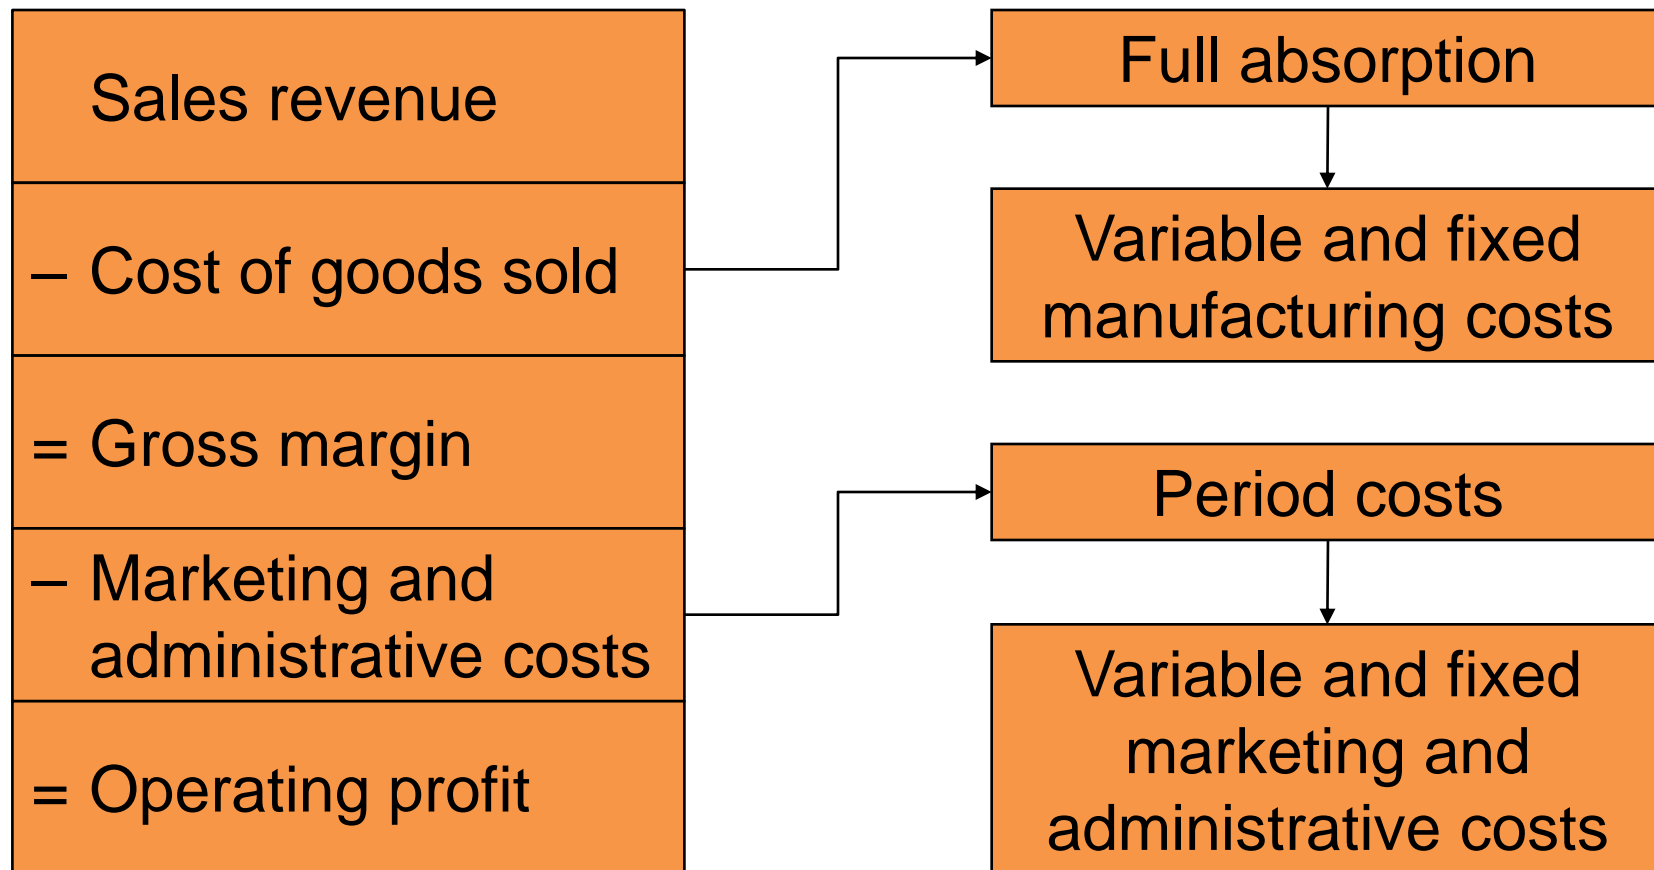 Sales revenue
– Cost of goods sold
= Gross margin
– Marketing and
administrative costs
= Operating profit
Full absorption
Variable and fixed
manufacturing costs
Period costs
Variable and fixed
marketing and
administrative costs